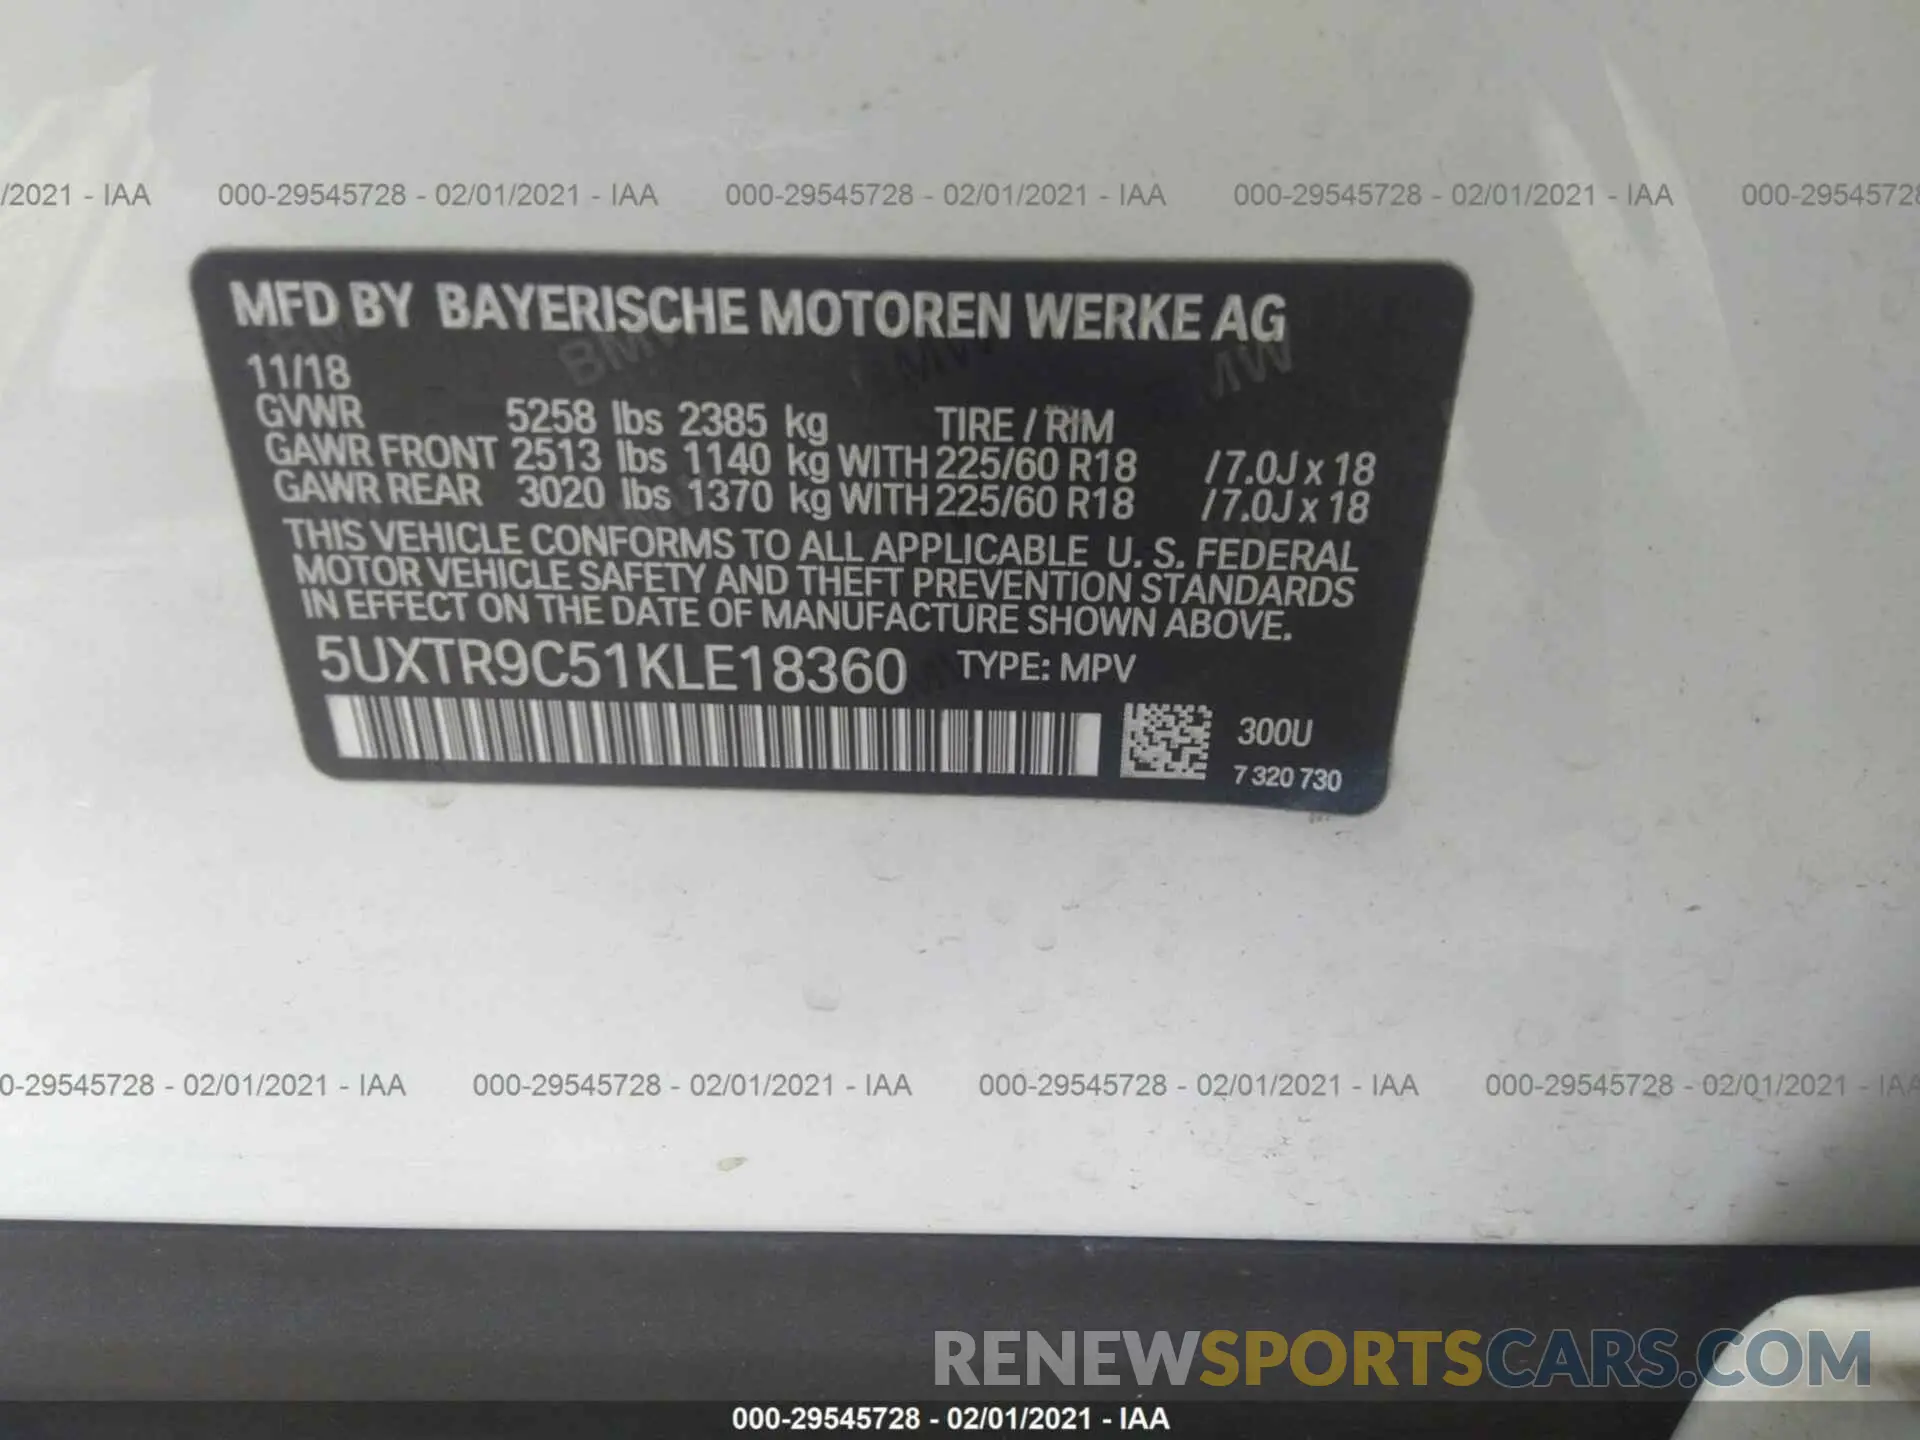 /2021 - IAA 000-29545728 - 02/01/2021 - IAA 000-29545728 - 02/01/2021 - IAA 000-29545728 - 02/01/2021 - IAA 000-2954572
MFD BY BAYERISCHE MOTOREN WERKE AG
11/18
GVWR 5258 lbs 2385 kg TIRE / RIM
GAWR FRONT 2513 lbs 1140 kg WITH 225/60 R18 /7.0J x 18
GAWR REAR 3020 lbs 1370 kg WITH 225/60 R18 /7.0J x 18
THIS VEHICLE CONFORMS TO ALL APPLICABLE U. S. FEDERAL
MOTOR VEHICLE SAFETY AND THEFT PREVENTION STANDARDS
IN EFFECT ON THE DATE OF MANUFACTURE SHOWN ABOVE.
5UXTR9C51KLE18360 TYPE: MPV
300U
7 320 730
0-29545728 - 02/01/2021 - IAA 000-29545728 - 02/01/2021 - IAA 000-29545728 - 02/01/2021 - IAA 000-29545728 - 02/01/2021 - IAA
RENEWSPORTSCARS.COM
000-29545728 - 02/01/2021 - IAA